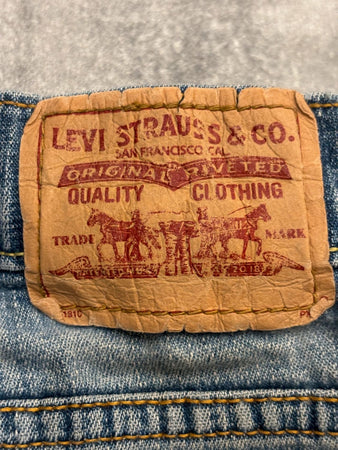 LEVI STRAUSS & CO.
SAN FRANCISCO CAL
ORIGINAL RIVETED
QUALITY CLOTHING
TRADE MARK